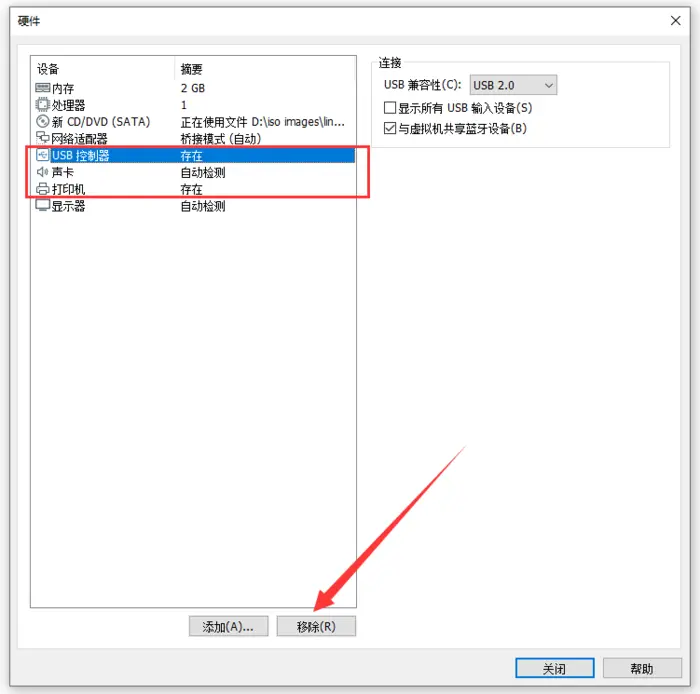 硬件
设备 摘要
内存 2 GB
处理器 1
新 CD/DVD (SATA) 正在使用文件 D:\iso images\lin...
网络适配器 桥接模式 (自动)
USB 控制器 存在
声卡 自动检测
打印机 存在
显示器 自动检测
连接
USB 兼容性(C): USB 2.0
显示所有 USB 输入设备(S)
与虚拟机共享蓝牙设备(B)
添加(A)... 移除(R)
关闭 帮助